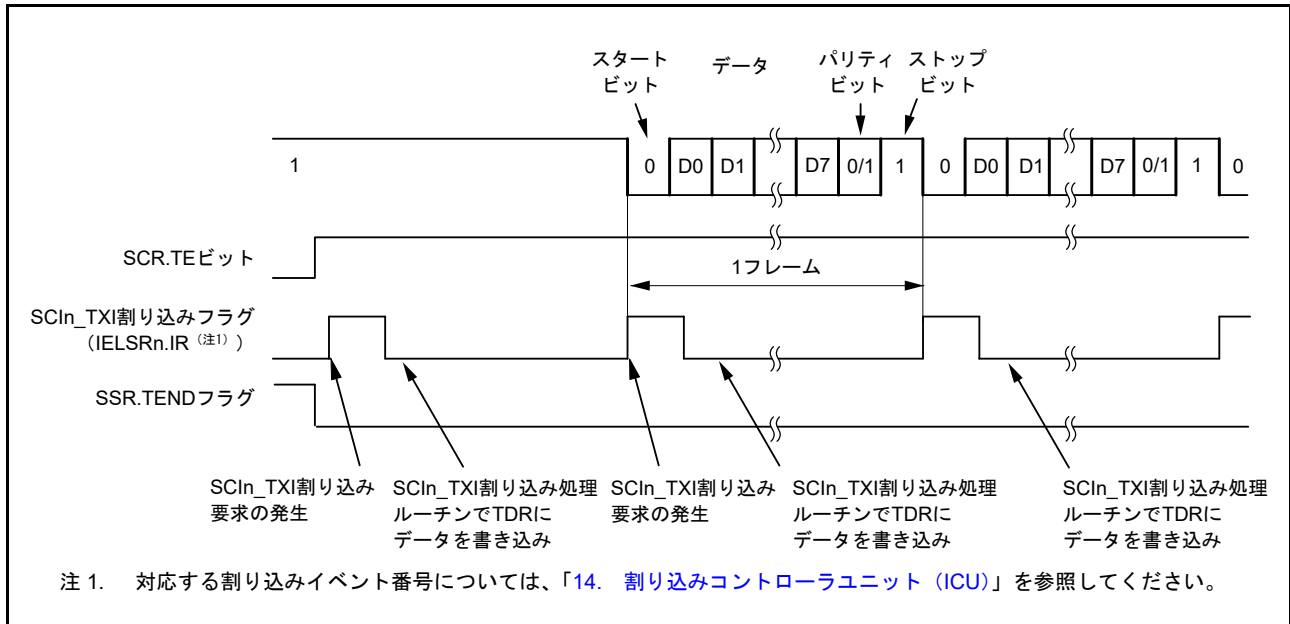 スタート
ビット
データ
パリティ
ビット
ストップ
ビット
1
0
D0
D1
D7
0/1
1
0
D0
D1
D7
0/1
1
0
SCR.TEビット
1フレーム
SCIn_TXI割り込みフラグ
（IELSRn.IR（注1））
SSR.TENDフラグ
SCIn_TXI割り込み
要求の発生
SCIn_TXI割り込み処理
ルーチンでTDRに
データを書き込み
SCIn_TXI割り込み
要求の発生
SCIn_TXI割り込み処理
ルーチンでTDRに
データを書き込み
SCIn_TXI割り込み処理
ルーチンでTDRに
データを書き込み
注 1. 対応する割り込みイベント番号については、「14. 割り込みコントローラユニット（ICU）」を参照してください。